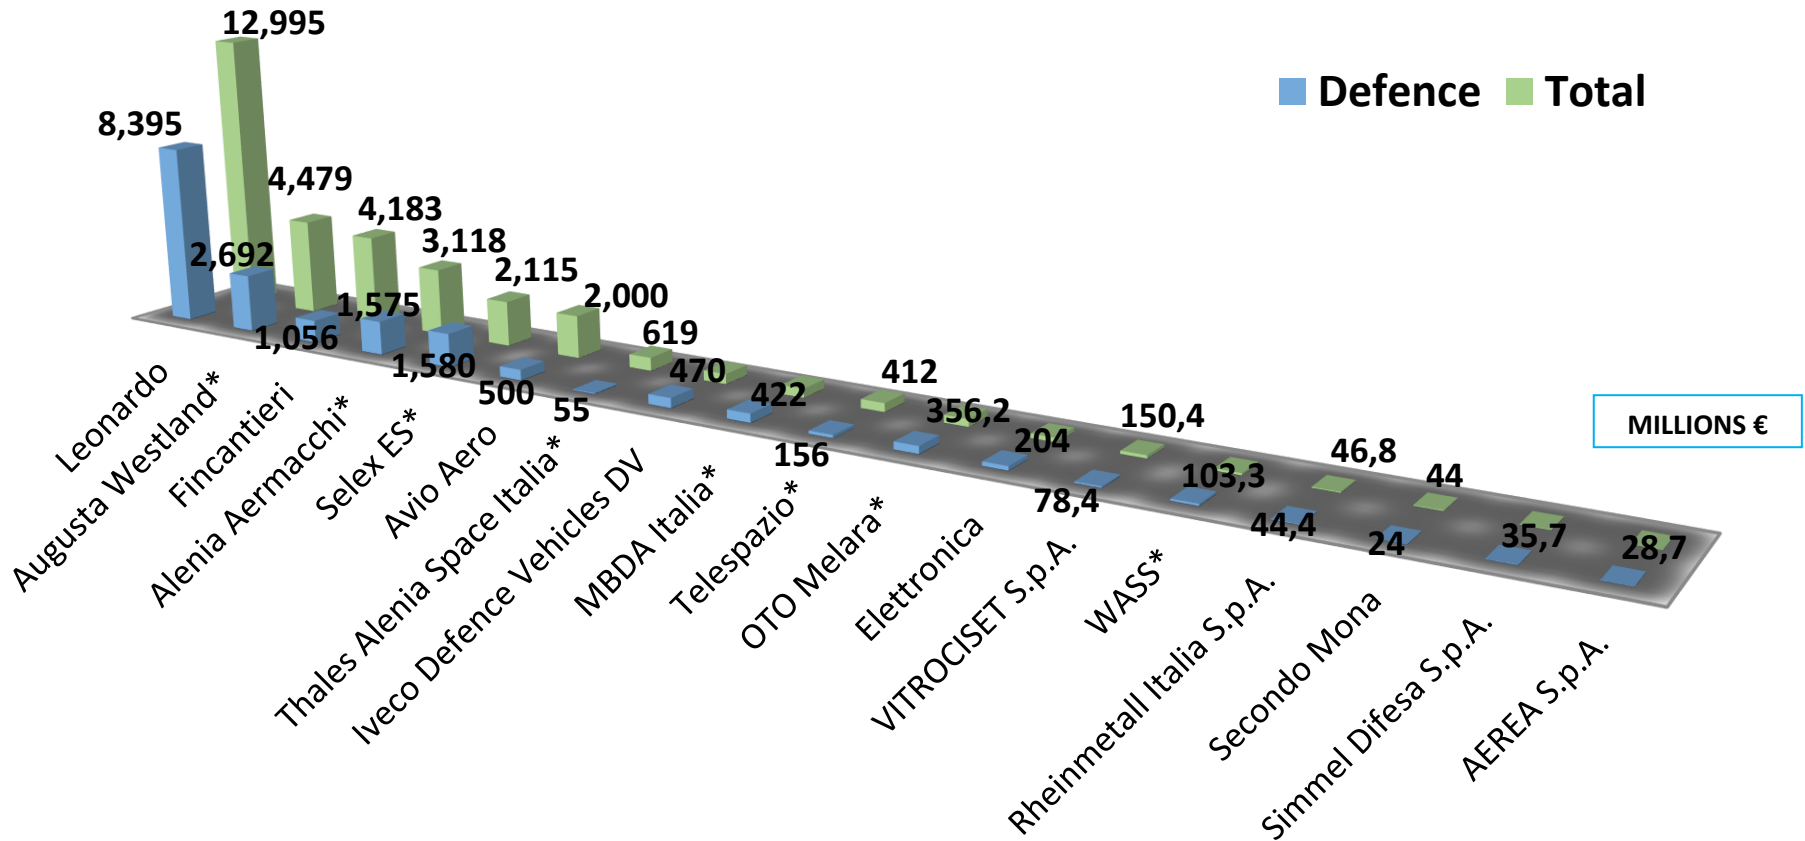 12,995
8,395
Defence Total
4,479
4,183
3,118
2,692
2,115
2,000
1,575
1,056
619
1,580
470
412
500
55
422
356,2
150,4
MILLIONS €
156
204
46,8
44
78,4
103,3
44,4
24
35,7
28,7
Leonardo
Augusta Westland*
Fincantieri
Alenia Aermacchi*
Selex ES*
Avio Aero
Thales Alenia Space Italia*
Iveco Defence Vehicles DV
MBDA Italia*
Telespazio*
OTO Melara*
Elettronica
VITROCISET S.p.A.
WASS*
Rheinmetall Italia S.p.A.
Secondo Mona
Simmel Difesa S.p.A.
AEREA S.p.A.